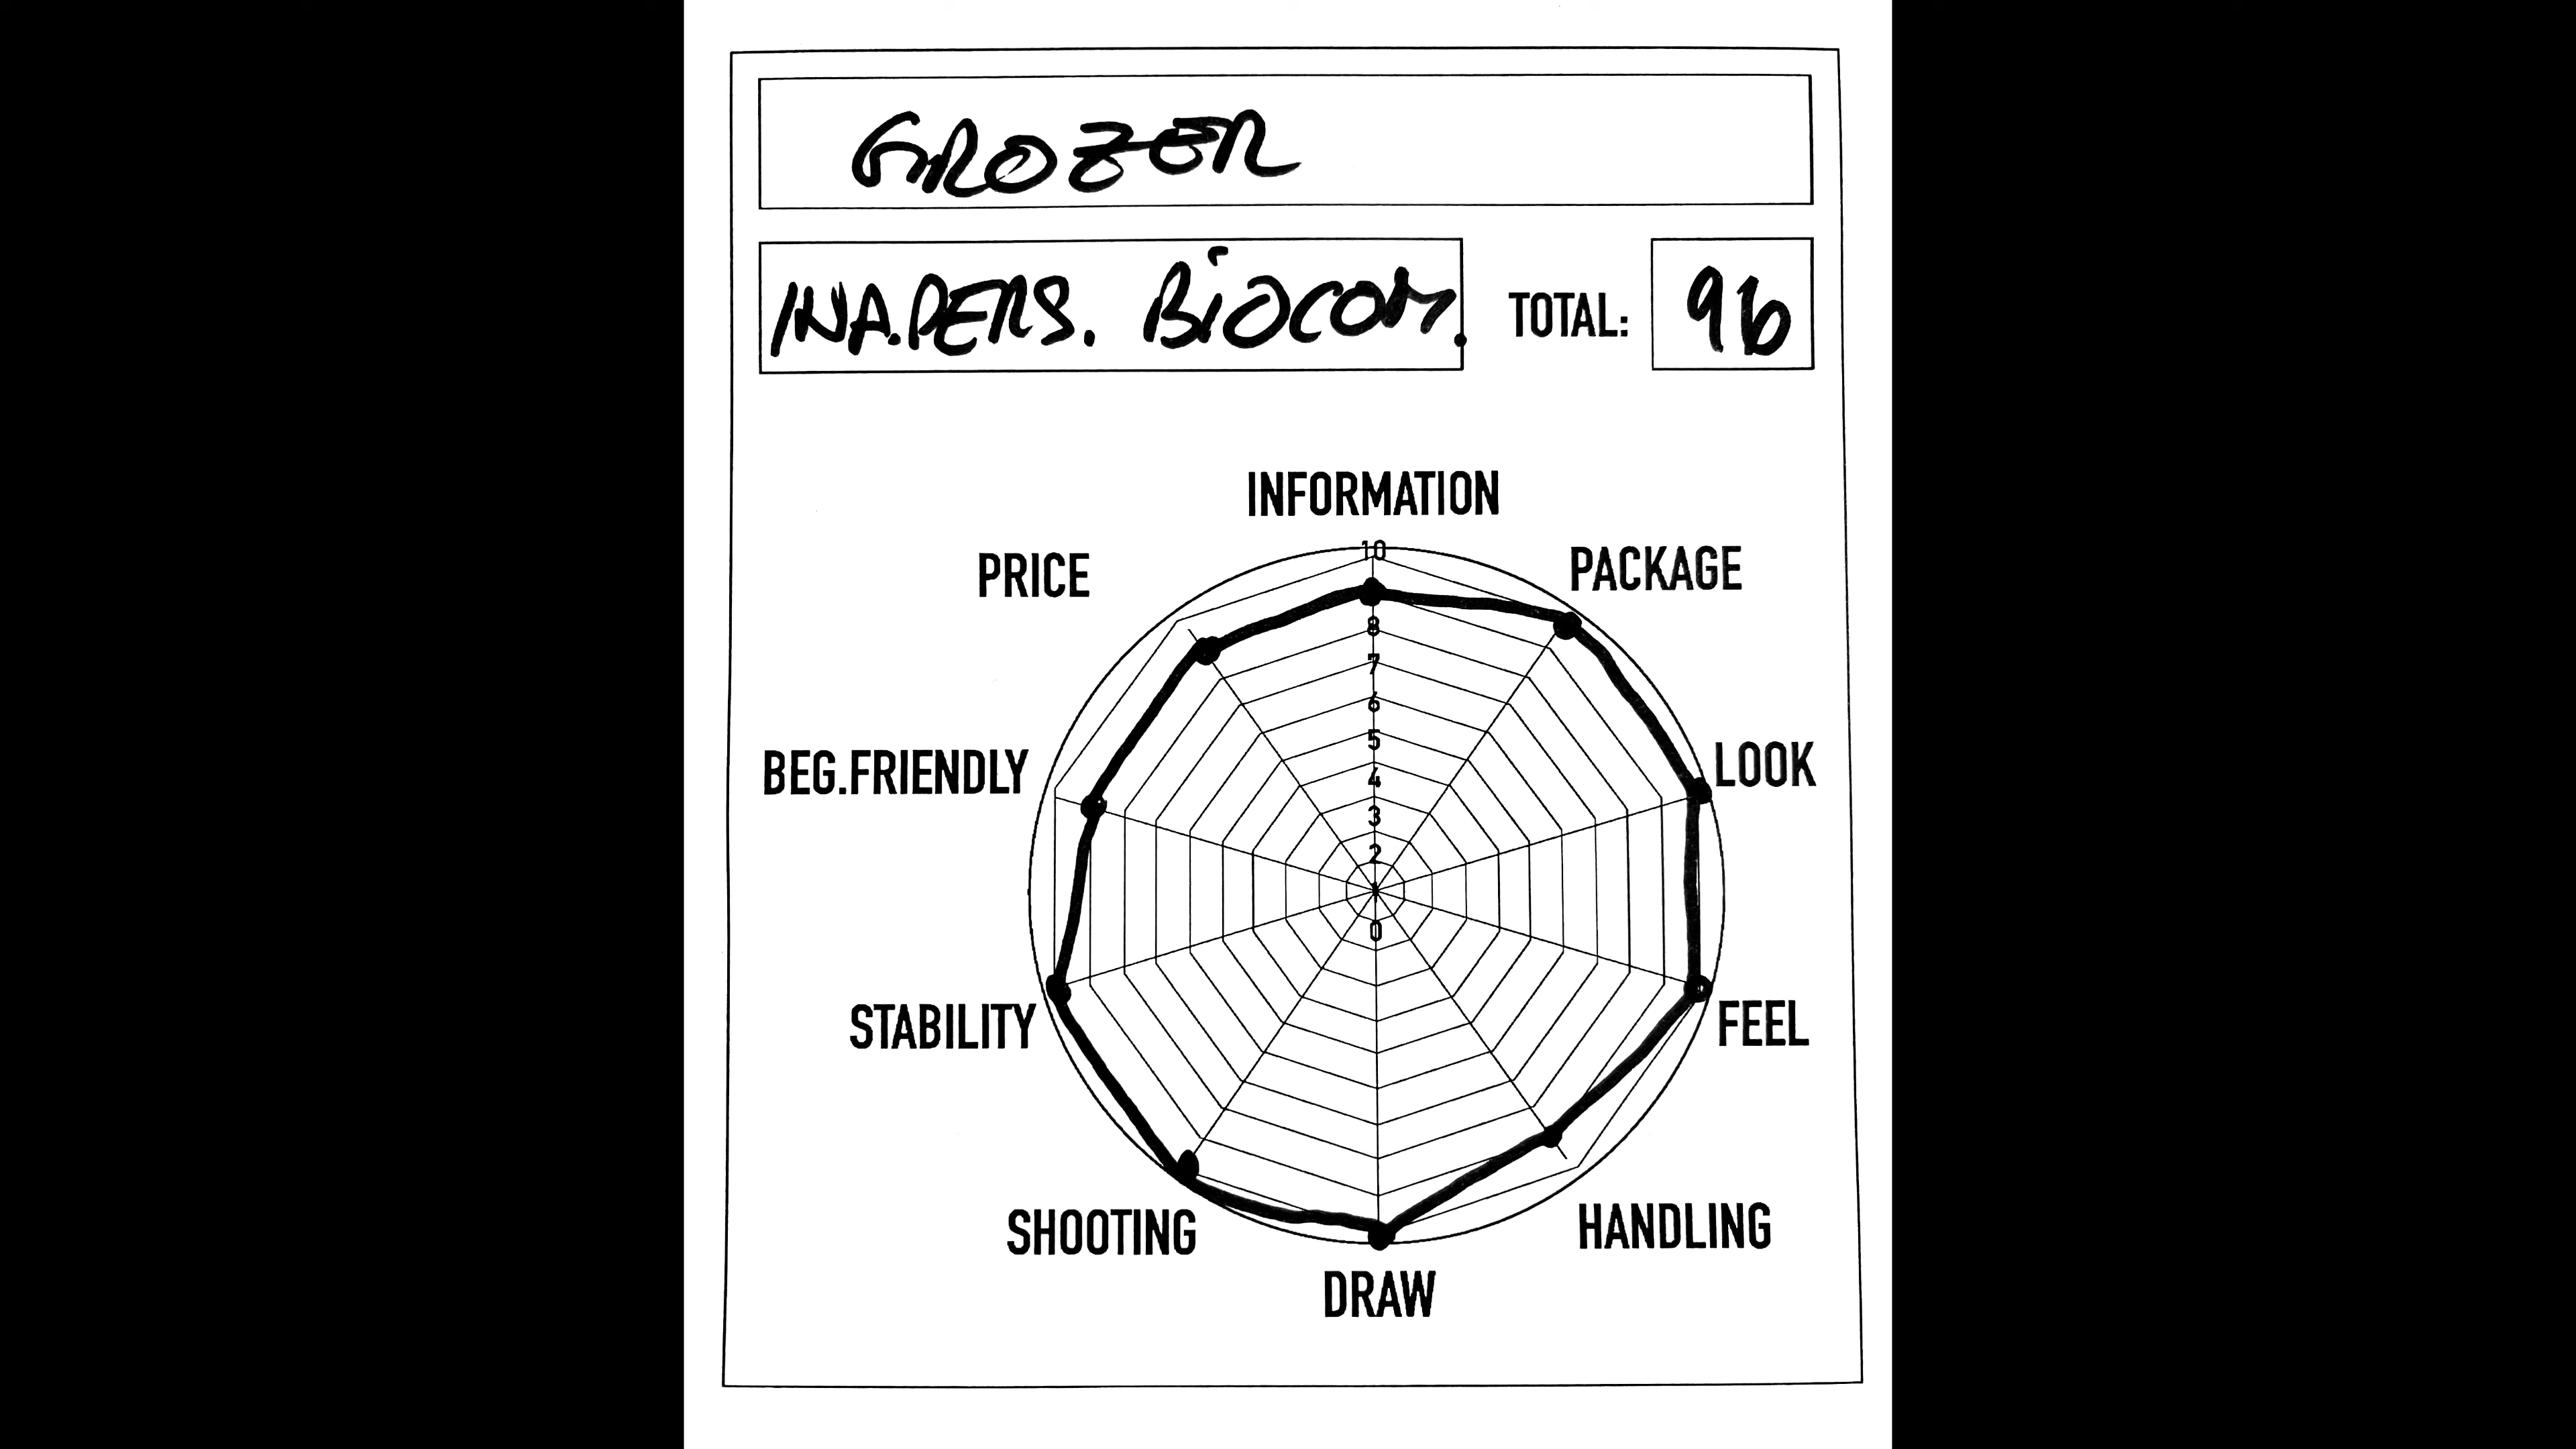 GROZER
INA.PERS. BiOCOM.
TOTAL: 96
INFORMATION
PRICE
PACKAGE
10
8
7
6
5
4
3
2
1
0
BEG.FRIENDLY
LOOK
STABILITY
FEEL
SHOOTING
HANDLING
DRAW